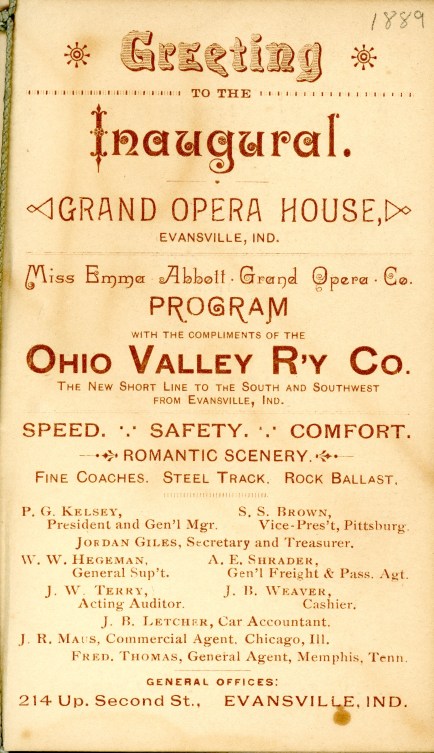 1889
Greeting
TO THE
Inaugural.
GRAND OPERA HOUSE,
EVANSVILLE, IND.
Miss Emma Abbott · Grand Opera · Co.
PROGRAM
WITH THE COMPLIMENTS OF THE
OHIO VALLEY R'Y CO.
THE NEW SHORT LINE TO THE SOUTH AND SOUTHWEST
FROM EVANSVILLE, IND.
SPEED. ∵ SAFETY. ∵ COMFORT.
ROMANTIC SCENERY.
FINE COACHES. STEEL TRACK. ROCK BALLAST.
P. G. KELSEY, S. S. BROWN,
President and Gen'l Mgr. Vice-Pres't, Pittsburg.
JORDAN GILES, Secretary and Treasurer.
W. W. HEGEMAN, A. E. SHRADER,
General Sup't. Gen'l Freight & Pass. Agt.
J. W. TERRY, J. B. WEAVER,
Acting Auditor. Cashier.
J. B. LETCHER, Car Accountant.
J. R. MAUS, Commercial Agent, Chicago, Ill.
FRED. THOMAS, General Agent, Memphis, Tenn.
GENERAL OFFICES:
214 Up. Second St., EVANSVILLE, IND.